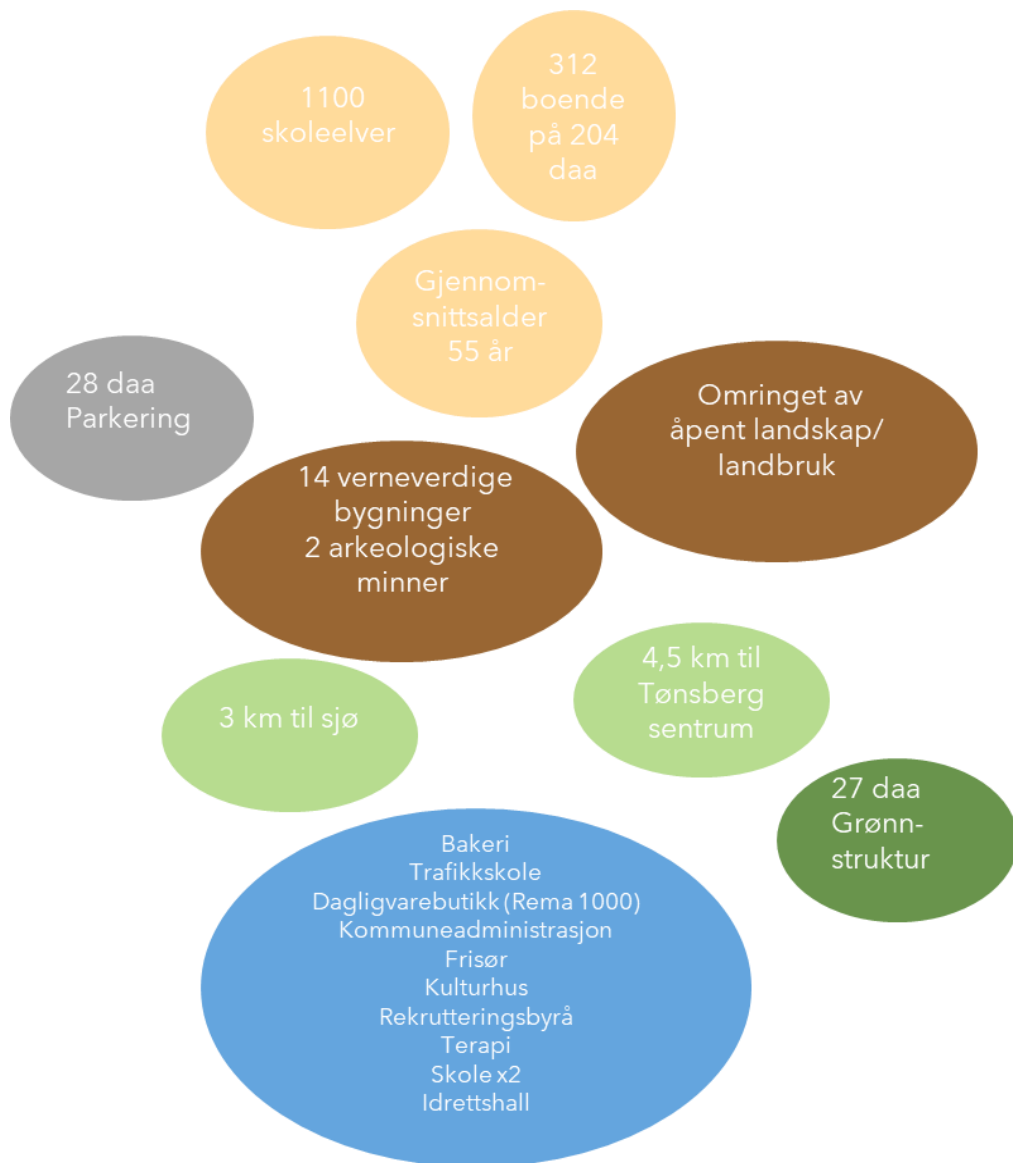 1100
skoleelver
312
boende
på 204
daa
Gjennom-
snittsalder
55 år
28 daa
Parkering
Omringet av
åpent landskap/
landbruk
14 verneverdige
bygninger
2 arkeologiske
minner
3 km til sjø
4,5 km til
Tønsberg
sentrum
27 daa
Grønn-
struktur
Bakeri
Trafikkskole
Dagligvarebutikk (Rema 1000)
Kommuneadministrasjon
Frisør
Kulturhus
Rekrutteringsbyrå
Terapi
Skole x2
Idrettshall